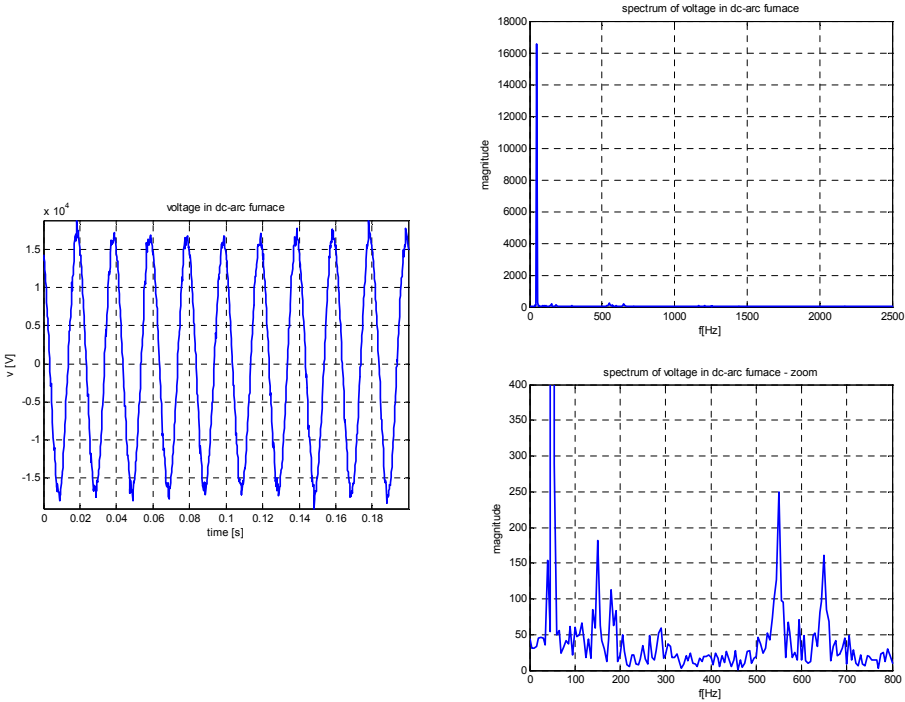 voltage in dc-arc furnace
x 10^4
1.5
1
0.5
0
-0.5
-1
-1.5
0 0.02 0.04 0.06 0.08 0.1 0.12 0.14 0.16 0.18
time [s]
v [V]
spectrum of voltage in dc-arc furnace
18000
16000
14000
12000
10000
8000
6000
4000
2000
0
0 500 1000 1500 2000 2500
f[Hz]
magnitude
spectrum of voltage in dc-arc furnace - zoom
400
350
300
250
200
150
100
50
0
0 100 200 300 400 500 600 700 800
f[Hz]
magnitude